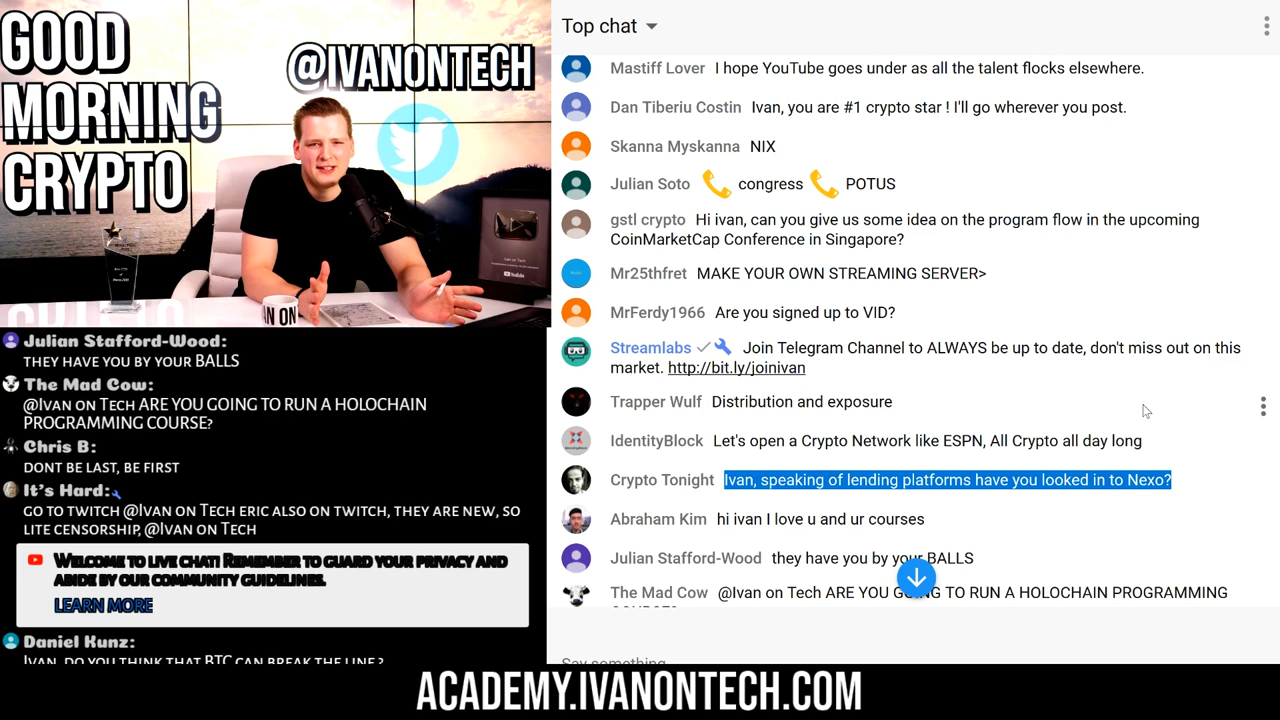 GOOD
MORNING
CRYPTO
@IVANONTECH
AN ON
Julian Stafford-Wood:
THEY HAVE YOU BY YOUR BALLS
The Mad Cow:
@IVAN ON TECH ARE YOU GOING TO RUN A HOLOCHAIN
PROGRAMMING COURSE?
Chris B:
DONT BE LAST, BE FIRST
It's Hard:
GO TO TWITCH @IVAN ON TECH ERIC ALSO ON TWITCH, THEY ARE NEW, SO
LITE CENSORSHIP, @IVAN ON TECH
WELCOME TO LIVE CHAT! REMEMBER TO GUARD YOUR PRIVACY AND
ABIDE BY OUR COMMUNITY GUIDELINES.
LEARN MORE
Daniel Kunz:
IVAN, DO YOU THINK THAT BTC CAN BREAK THE LINE?
Top chat
Mastiff Lover I hope YouTube goes under as all the talent flocks elsewhere.
Dan Tiberiu Costin Ivan, you are #1 crypto star ! I'll go wherever you post.
Skanna Myskanna NIX
Julian Soto congress POTUS
gstl crypto Hi ivan, can you give us some idea on the program flow in the upcoming
CoinMarketCap Conference in Singapore?
Mr25thfret MAKE YOUR OWN STREAMING SERVER>
MrFerdy1966 Are you signed up to VID?
Streamlabs Join Telegram Channel to ALWAYS be up to date, don't miss out on this
market. http://bit.ly/joinivan
Trapper Wulf Distribution and exposure
IdentityBlock Let's open a Crypto Network like ESPN, All Crypto all day long
Crypto Tonight Ivan, speaking of lending platforms have you looked in to Nexo?
Abraham Kim hi ivan I love u and ur courses
Julian Stafford-Wood they have you by your BALLS
The Mad Cow @Ivan on Tech ARE YOU GOING TO RUN A HOLOCHAIN PROGRAMMING
Say something
ACADEMY.IVANONTECH.COM